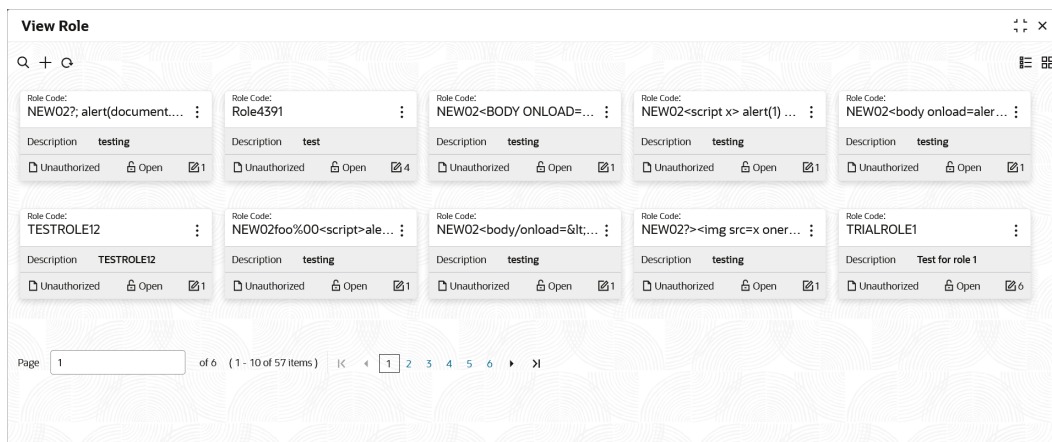 View Role
Role Code: Role Code: Role Code: Role Code: Role Code:
NEW02?; alert(document.... Role4391 NEW02<BODY ONLOAD=... NEW02<script x> alert(1) ... NEW02<body onload=aler...
Description testing Description test Description testing Description testing Description testing
Unauthorized Open 1 Unauthorized Open 4 Unauthorized Open 1 Unauthorized Open 1 Unauthorized Open 1
Role Code: Role Code: Role Code: Role Code: Role Code:
TESTROLE12 NEW02foo%00<script>ale... NEW02<body/onload=&lt;... NEW02?><img src=x oner... TRIALROLE1
Description TESTROLE12 Description testing Description testing Description testing Description Test for role 1
Unauthorized Open 1 Unauthorized Open 1 Unauthorized Open 1 Unauthorized Open 1 Unauthorized Open 6
Page 1 of 6 ( 1 - 10 of 57 items ) 1 2 3 4 5 6